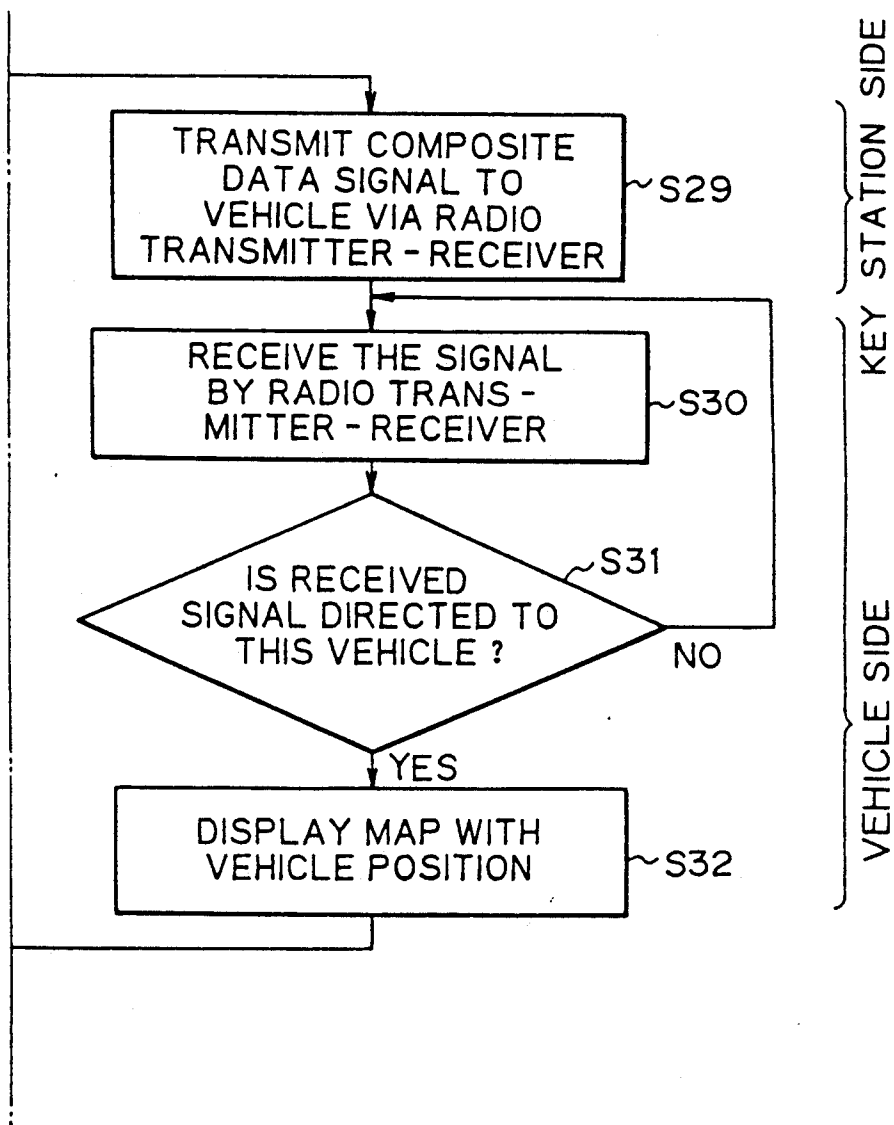 TRANSMIT COMPOSITE
DATA SIGNAL TO
VEHICLE VIA RADIO
TRANSMITTER - RECEIVER
S29
KEY STATION SIDE
RECEIVE THE SIGNAL
BY RADIO TRANS -
MITTER - RECEIVER
S30
IS RECEIVED
SIGNAL DIRECTED TO
THIS VEHICLE ?
S31
NO
YES
DISPLAY MAP WITH
VEHICLE POSITION
S32
VEHICLE SIDE